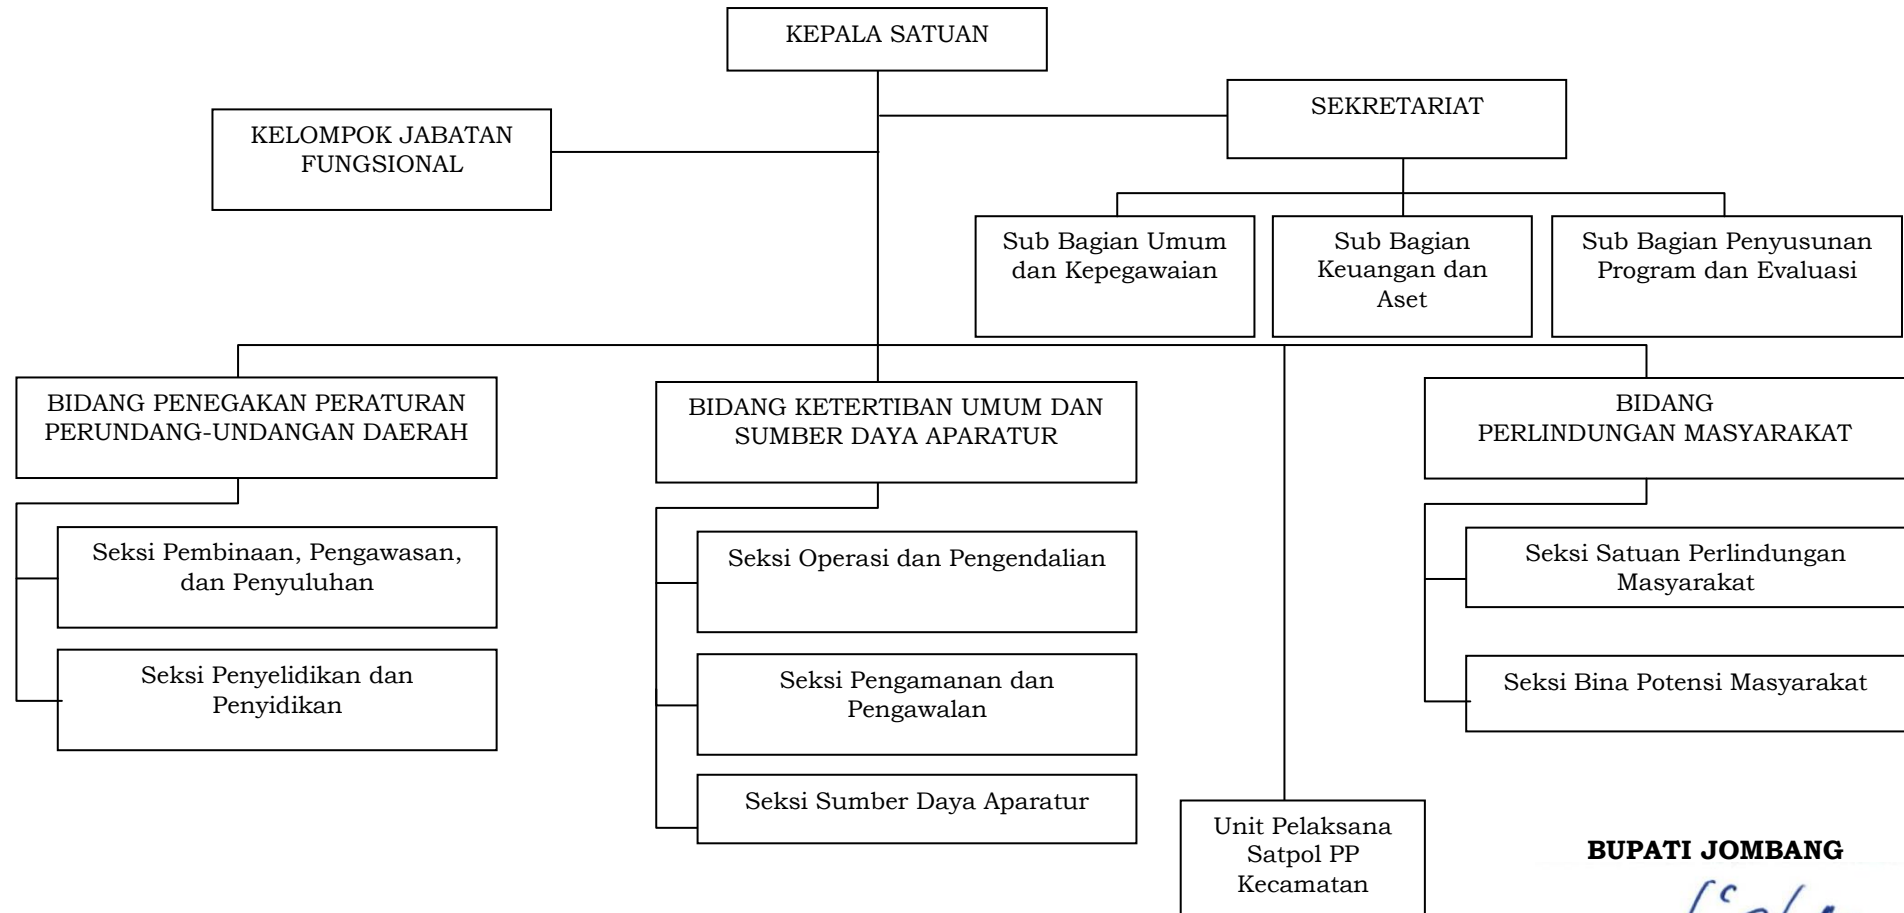 KEPALA SATUAN
SEKRETARIAT
KELOMPOK JABATAN
FUNGSIONAL
Sub Bagian Umum
dan Kepegawaian
Sub Bagian
Keuangan dan
Aset
Sub Bagian Penyusunan
Program dan Evaluasi
BIDANG PENEGAKAN PERATURAN
PERUNDANG-UNDANGAN DAERAH
BIDANG KETERTIBAN UMUM DAN
SUMBER DAYA APARATUR
BIDANG
PERLINDUNGAN MASYARAKAT
Seksi Pembinaan, Pengawasan,
dan Penyuluhan
Seksi Penyelidikan dan
Penyidikan
Seksi Operasi dan Pengendalian
Seksi Pengamanan dan
Pengawalan
Seksi Sumber Daya Aparatur
Seksi Satuan Perlindungan
Masyarakat
Seksi Bina Potensi Masyarakat
Unit Pelaksana
Satpol PP
Kecamatan
BUPATI JOMBANG